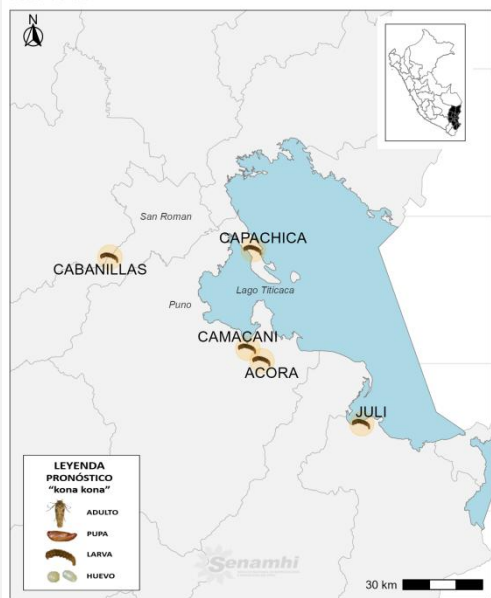 N
San Roman
CAPACHICA
CABANILLAS
Lago Titicaca
Puno
CAMACANI
ACORA
JULI
LEYENDA
PRONÓSTICO
"kona kona"
ADULTO
PUPA
LARVA
HUEVO
Senamhi
30 km